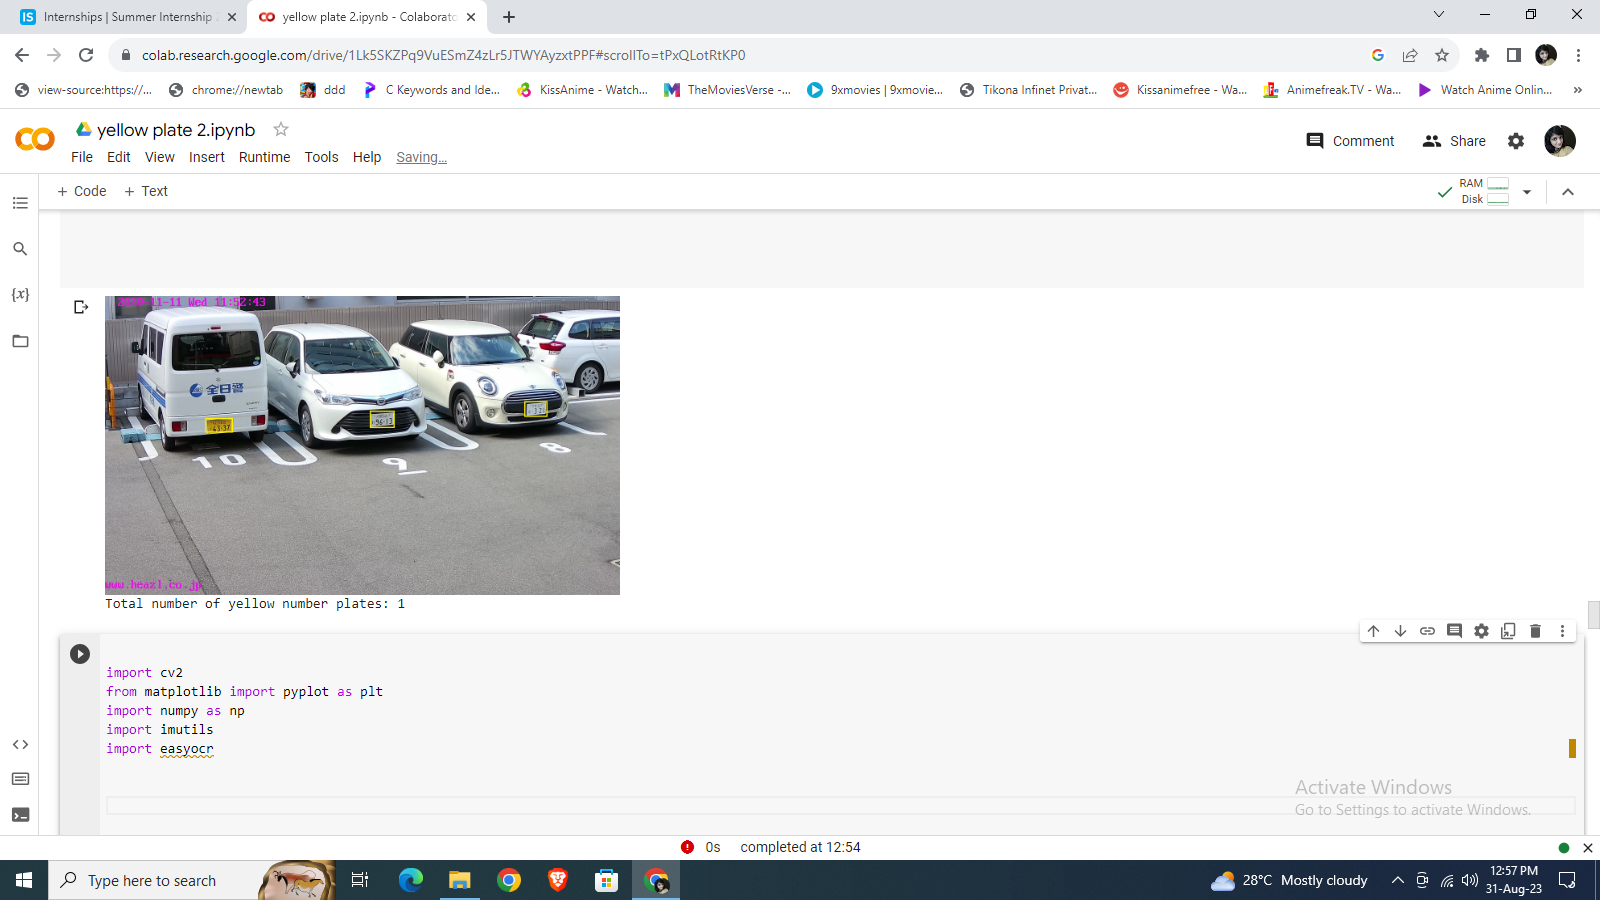 Internships | Summer Internship
yellow plate 2.ipynb - Colaborato
colab.research.google.com/drive/1Lk5SKZPq9VuESmZ4zLr5JTWYAyzxtPPF#scrollTo=tPxQLotRtKP0
view-source:https://... chrome://newtab ddd C Keywords and Ide... KissAnime - Watch... TheMoviesVerse -... 9xmovies | 9xmovie... Tikona Infinet Privat... Kissanimefree - Wa... Animefreak.TV - Wa... Watch Anime Onlin... »
yellow plate 2.ipynb
File Edit View Insert Runtime Tools Help Saving...
Comment Share
+ Code + Text
RAM
Disk
{x}
11-11 Wed 11:52:43
全日警
10 9 8
www.heazl.co.jp
Total number of yellow number plates: 1
import cv2
from matplotlib import pyplot as plt
import numpy as np
import imutils
import easyocr
Activate Windows
Go to Settings to activate Windows.
0s completed at 12:54
Type here to search
28°C Mostly cloudy
12:57 PM
31-Aug-23